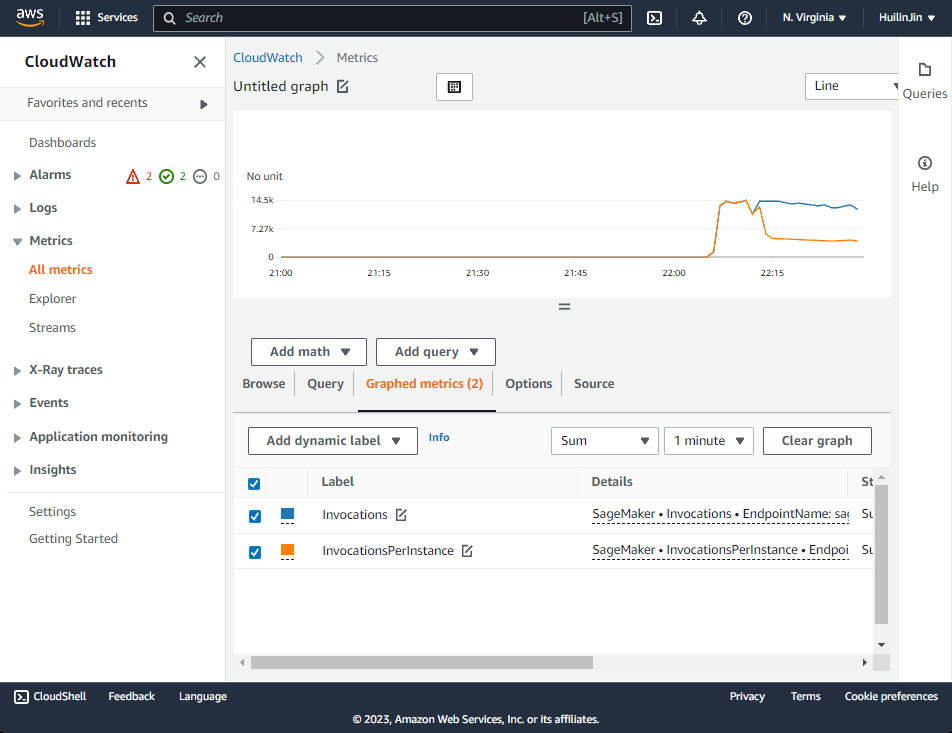 aws
Services
Search [Alt+S]
N. Virginia
HuilinJin
CloudWatch
Favorites and recents
Dashboards
Alarms 2 2 0
Logs
Metrics
All metrics
Explorer
Streams
X-Ray traces
Events
Application monitoring
Insights
Settings
Getting Started
CloudWatch Metrics
Untitled graph
Line
No unit
14.5k
7.27k
0
21:00 21:15 21:30 21:45 22:00 22:15
Add math Add query
Browse Query Graphed metrics (2) Options Source
Add dynamic label Info Sum 1 minute Clear graph
Label Details St
Invocations SageMaker • Invocations • EndpointName: sag Su
InvocationsPerInstance SageMaker • InvocationsPerInstance • Endpoi Su
Queries
Help
CloudShell Feedback Language Privacy Terms Cookie preferences
© 2023, Amazon Web Services, Inc. or its affiliates.